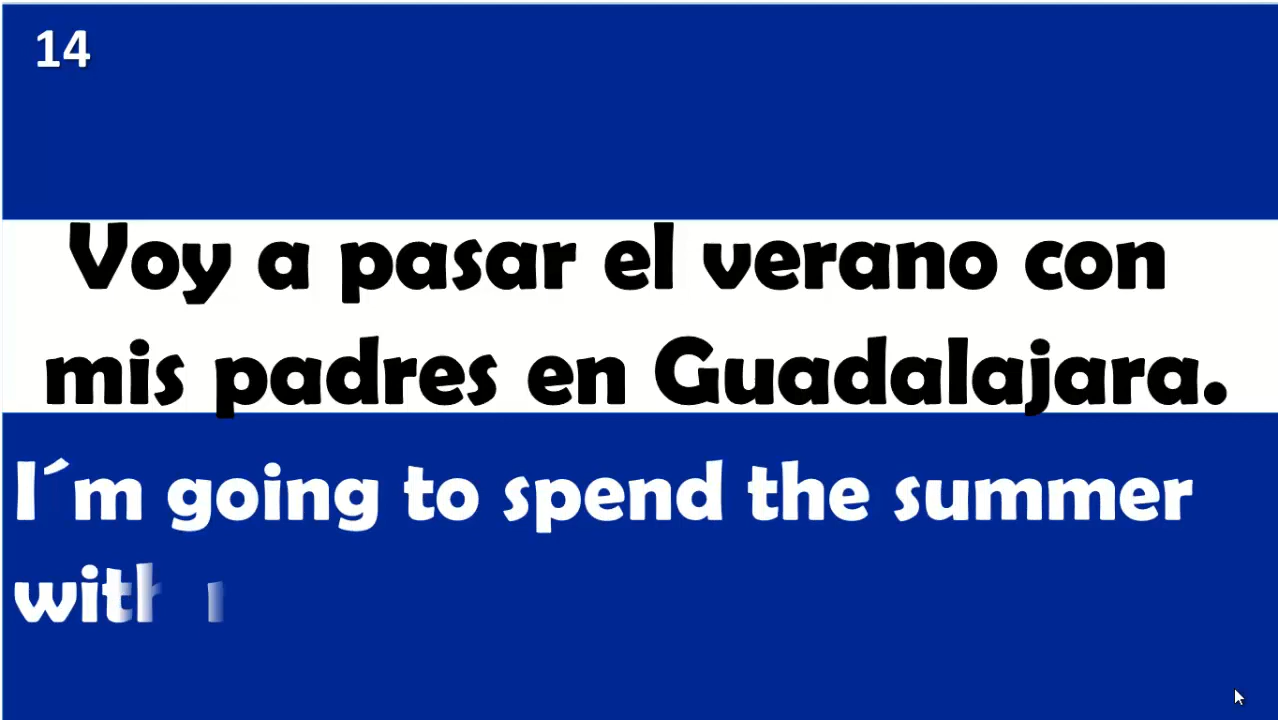 14
Voy a pasar el verano con
mis padres en Guadalajara.
I´m going to spend the summer
with